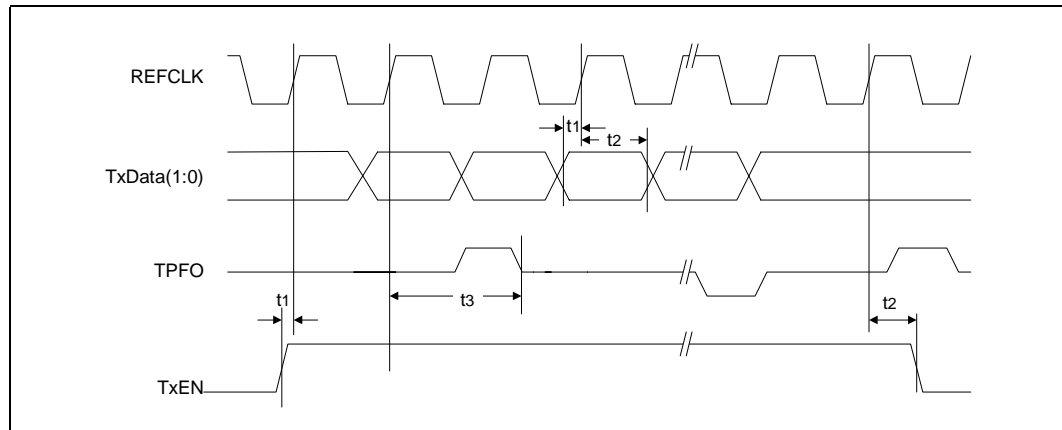 REFCLK
t1
t2
TxData(1:0)
TPFO
t1
t3
t2
TxEN